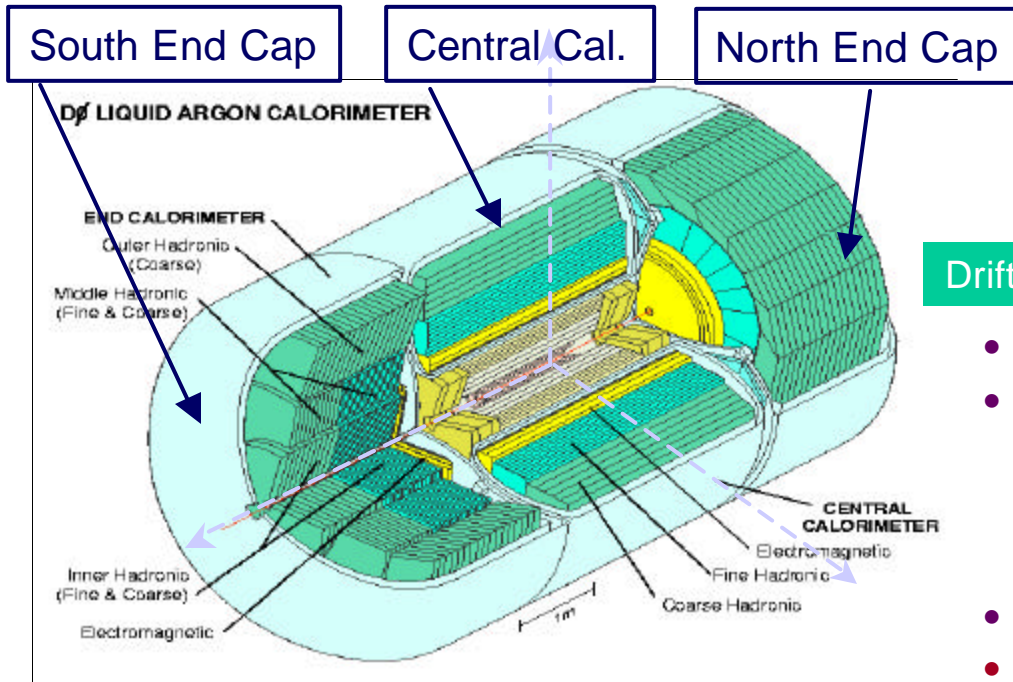 South End Cap
Central Cal.
North End Cap
DØ LIQUID ARGON CALORIMETER
END CALORIMETER
Outer Hadronic
(Coarse)
Middle Hadronic
(Fine & Coarse)
Drift
CENTRAL
CALORIMETER
Electromagnetic
Fine Hadronic
Coarse Hadronic
Inner Hadronic
(Fine & Coarse)
Electromagnetic
1m